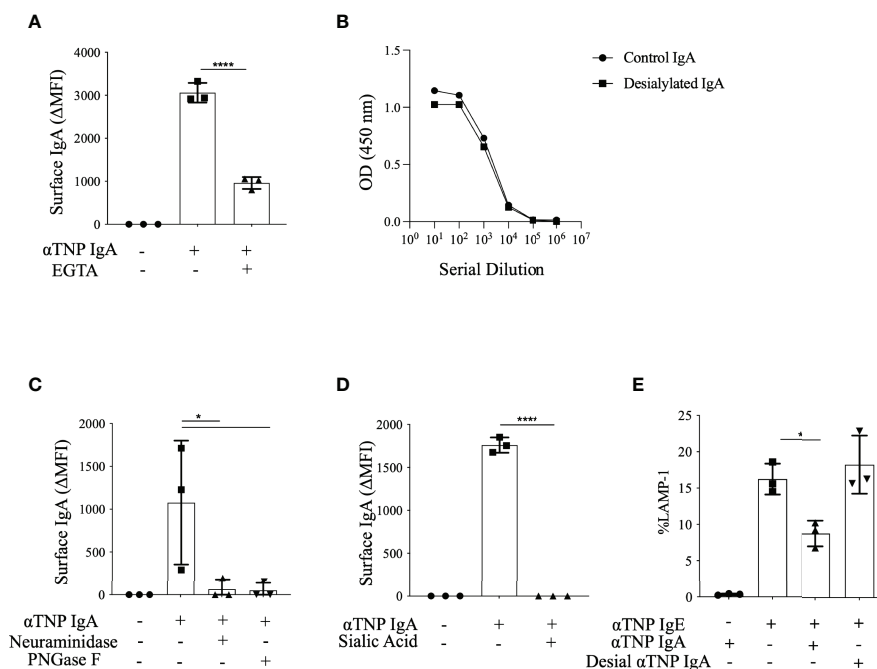 A
Surface IgA (ΔMFI)
4000
3000
2000
1000
0
****
αTNP IgA - + +
EGTA - - +
B
OD (450 nm)
1.5
1.0
0.5
0.0
10⁰ 10¹ 10² 10³ 10⁴ 10⁵ 10⁶ 10⁷
Serial Dilution
Control IgA
Desialylated IgA
C
Surface IgA (ΔMFI)
2000
1500
1000
500
0
*
αTNP IgA - + + +
Neuraminidase - - + -
PNGase F - - - +
D
Surface IgA (ΔMFI)
2000
1500
1000
500
0
****
αTNP IgA - + +
Sialic Acid - - +
E
%LAMP-1
25
20
15
10
5
0
*
αTNP IgE - + + +
αTNP IgA + - + -
Desial αTNP IgA - - - +